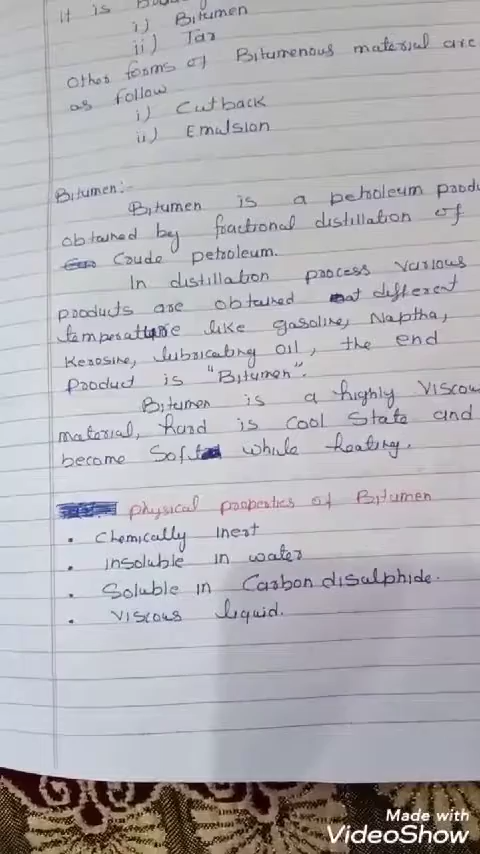 It is
i) Bitumen
ii) Tar
Other forms of Bitumenous material are
as follow
i) Cutback
ii) Emulsion
Bitumen:-
Bitumen is a petroleum produ
obtained by fractional distillation of
Crude petroleum.
In distillation process various
products are obtained at different
temperature like gasoline, Naptha,
Kerosine, lubricating oil, the end
product is "Bitumen".
Bitumen is a highly viscou
material, hard is cool state and
become soft while heating.
physical properties of Bitumen
• Chemically inert
• Insoluble in water
• Soluble in Carbon disulphide.
• Viscous liquid.
Made with
VideoShow